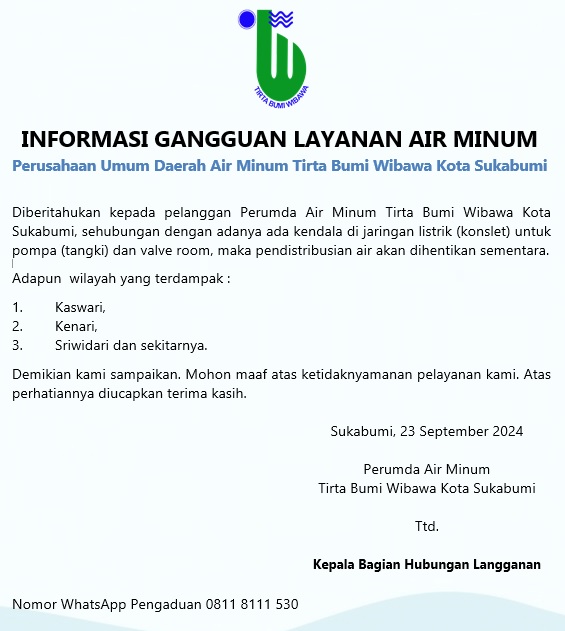 TIRTA BUMI WIBAWA
INFORMASI GANGGUAN LAYANAN AIR MINUM
Perusahaan Umum Daerah Air Minum Tirta Bumi Wibawa Kota Sukabumi
Diberitahukan kepada pelanggan Perumda Air Minum Tirta Bumi Wibawa Kota
Sukabumi, sehubungan dengan adanya ada kendala di jaringan listrik (konslet) untuk
pompa (tangki) dan valve room, maka pendistribusian air akan dihentikan sementara.
Adapun wilayah yang terdampak :
1. Kaswari,
2. Kenari,
3. Sriwidari dan sekitarnya.
Demikian kami sampaikan. Mohon maaf atas ketidaknyamanan pelayanan kami. Atas
perhatiannya diucapkan terima kasih.
Sukabumi, 23 September 2024
Perumda Air Minum
Tirta Bumi Wibawa Kota Sukabumi
Ttd.
Kepala Bagian Hubungan Langganan
Nomor WhatsApp Pengaduan 0811 8111 530